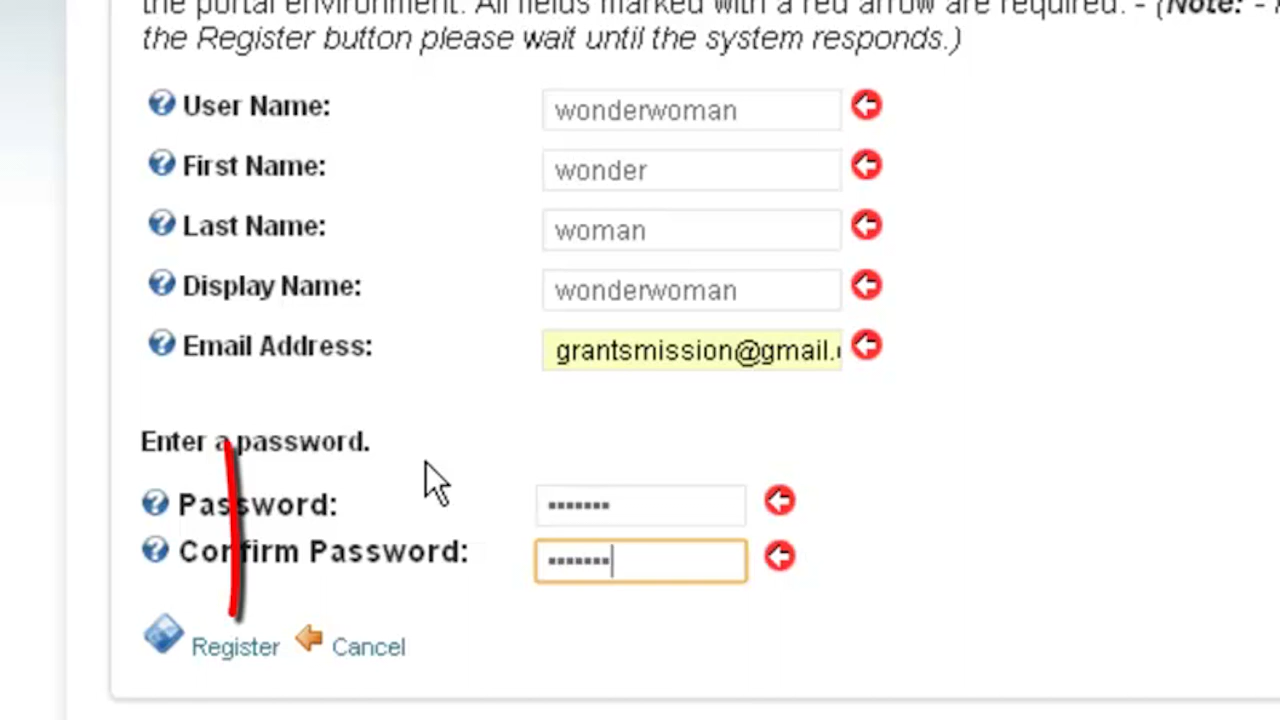 the portal environment. All fields marked with a red arrow are required. - (Note: -
the Register button please wait until the system responds.)
User Name: wonderwoman
First Name: wonder
Last Name: woman
Display Name: wonderwoman
Email Address: grantsmission@gmail.
Enter a password.
Password: •••••••
Confirm Password: •••••••
Register Cancel